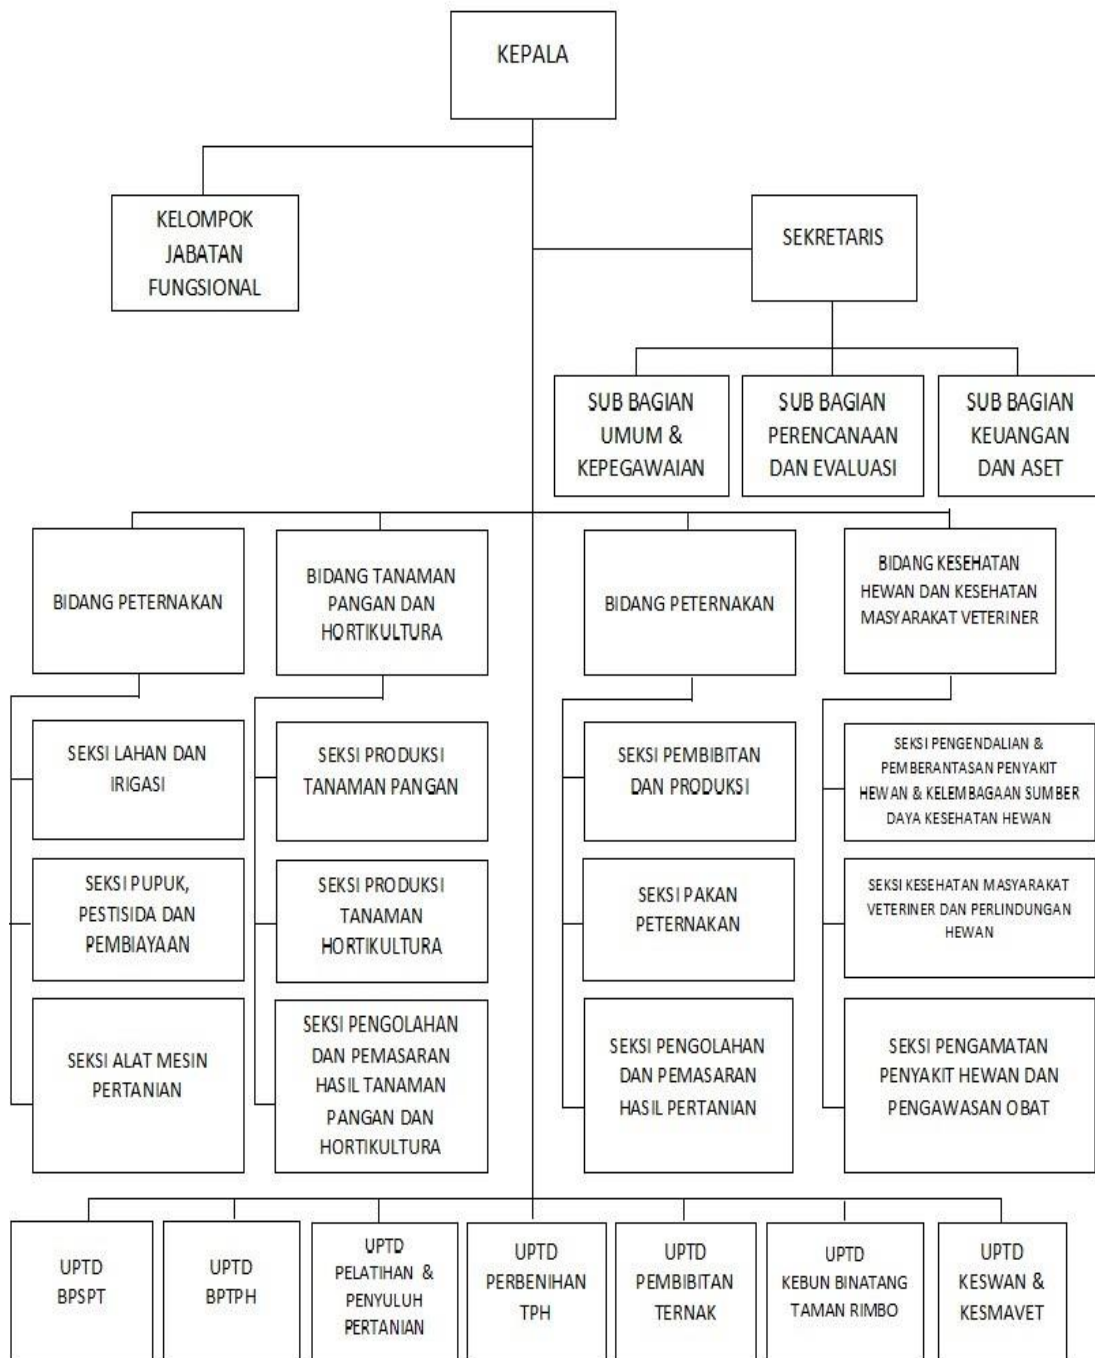 KEPALA
KELOMPOK
JABATAN
FUNGSIONAL
SEKRETARIS
SUB BAGIAN
UMUM &
KEPEGAWAIAN
SUB BAGIAN
PERENCANAAN
DAN EVALUASI
SUB BAGIAN
KEUANGAN
DAN ASET
BIDANG PETERNAKAN
BIDANG TANAMAN
PANGAN DAN
HORTIKULTURA
BIDANG PETERNAKAN
BIDANG KESEHATAN
HEWAN DAN KESEHATAN
MASYARAKAT VETERINER
SEKSI LAHAN DAN
IRIGASI
SEKSI PRODUKSI
TANAMAN PANGAN
SEKSI PEMBIBITAN
DAN PRODUKSI
SEKSI PENGENDALIAN &
PEMBERANTASAN PENYAKIT
HEWAN & KELEMBAGAAN SUMBER
DAYA KESEHATAN HEWAN
SEKSI PUPUK,
PESTISIDA DAN
PEMBIAYAAN
SEKSI PRODUKSI
TANAMAN
HORTIKULTURA
SEKSI PAKAN
PETERNAKAN
SEKSI KESEHATAN MASYARAKAT
VETERINER DAN PERLINDUNGAN
HEWAN
SEKSI ALAT MESIN
PERTANIAN
SEKSI PENGOLAHAN
DAN PEMASARAN
HASIL TANAMAN
PANGAN DAN
HORTIKULTURA
SEKSI PENGOLAHAN
DAN PEMASARAN
HASIL PERTANIAN
SEKSI PENGAMATAN
PENYAKIT HEWAN DAN
PENGAWASAN OBAT
UPTD
BPSPT
UPTD
BPTPH
UPTD
PELATIHAN &
PENYULUH
PERTANIAN
UPTD
PERBENIHAN
TPH
UPTD
PEMBIBITAN
TERNAK
UPTD
KEBUN BINATANG
TAMAN RIMBO
UPTD
KESWAN &
KESMAVET